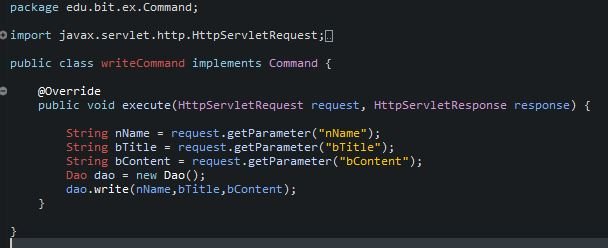 package edu.bit.ex.Command;
import javax.servlet.http.HttpServletRequest;
public class writeCommand implements Command {
@Override
public void execute(HttpServletRequest request, HttpServletResponse response) {
String nName = request.getParameter("nName");
String bTitle = request.getParameter("bTitle");
String bContent = request.getParameter("bContent");
Dao dao = new Dao();
dao.write(nName,bTitle,bContent);
}
}